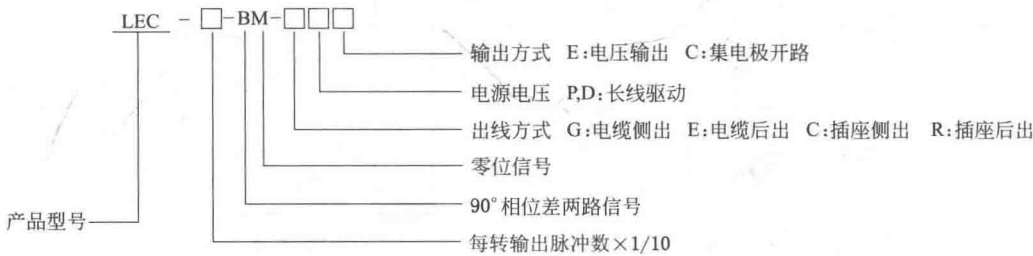 LEC-□-BM-□□□
输出方式 E:电压输出 C:集电极开路
电源电压 P,D:长线驱动
出线方式 G:电缆侧出 E:电缆后出 C:插座侧出 R:插座后出
零位信号
90°相位差两路信号
产品型号
每转输出脉冲数×1/10